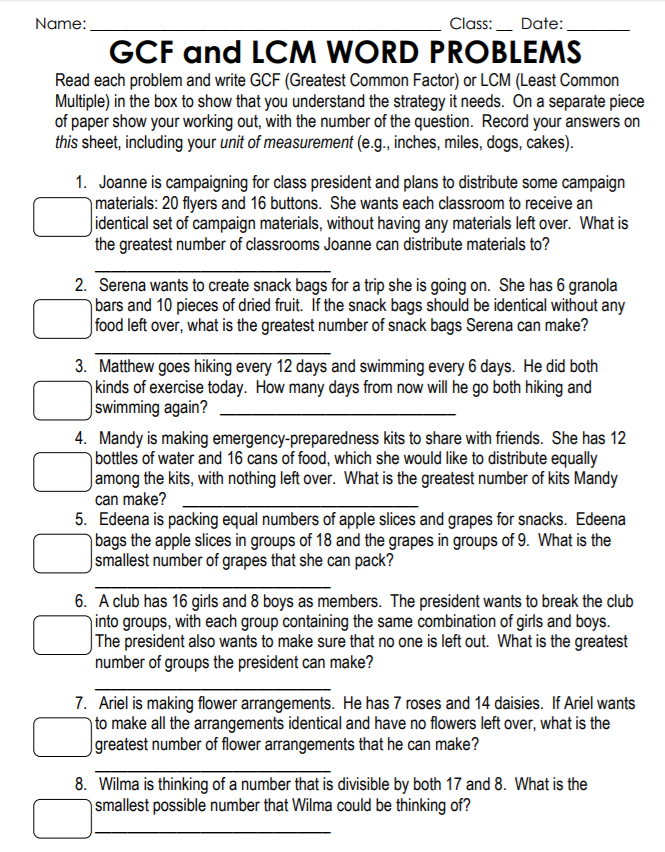 Name: ________________________________________ Class: __ Date: _______
GCF and LCM WORD PROBLEMS
Read each problem and write GCF (Greatest Common Factor) or LCM (Least Common
Multiple) in the box to show that you understand the strategy it needs. On a separate piece
of paper show your working out, with the number of the question. Record your answers on
this sheet, including your unit of measurement (e.g., inches, miles, dogs, cakes).
1. Joanne is campaigning for class president and plans to distribute some campaign
materials: 20 flyers and 16 buttons. She wants each classroom to receive an
identical set of campaign materials, without having any materials left over. What is
the greatest number of classrooms Joanne can distribute materials to?
____________________________
2. Serena wants to create snack bags for a trip she is going on. She has 6 granola
bars and 10 pieces of dried fruit. If the snack bags should be identical without any
food left over, what is the greatest number of snack bags Serena can make?
____________________________
3. Matthew goes hiking every 12 days and swimming every 6 days. He did both
kinds of exercise today. How many days from now will he go both hiking and
swimming again? ____________________________
4. Mandy is making emergency-preparedness kits to share with friends. She has 12
bottles of water and 16 cans of food, which she would like to distribute equally
among the kits, with nothing left over. What is the greatest number of kits Mandy
can make? ____________________________
5. Edeena is packing equal numbers of apple slices and grapes for snacks. Edeena
bags the apple slices in groups of 18 and the grapes in groups of 9. What is the
smallest number of grapes that she can pack?
____________________________
6. A club has 16 girls and 8 boys as members. The president wants to break the club
into groups, with each group containing the same combination of girls and boys.
The president also wants to make sure that no one is left out. What is the greatest
number of groups the president can make?
____________________________
7. Ariel is making flower arrangements. He has 7 roses and 14 daisies. If Ariel wants
to make all the arrangements identical and have no flowers left over, what is the
greatest number of flower arrangements that he can make?
____________________________
8. Wilma is thinking of a number that is divisible by both 17 and 8. What is the
smallest possible number that Wilma could be thinking of?
____________________________